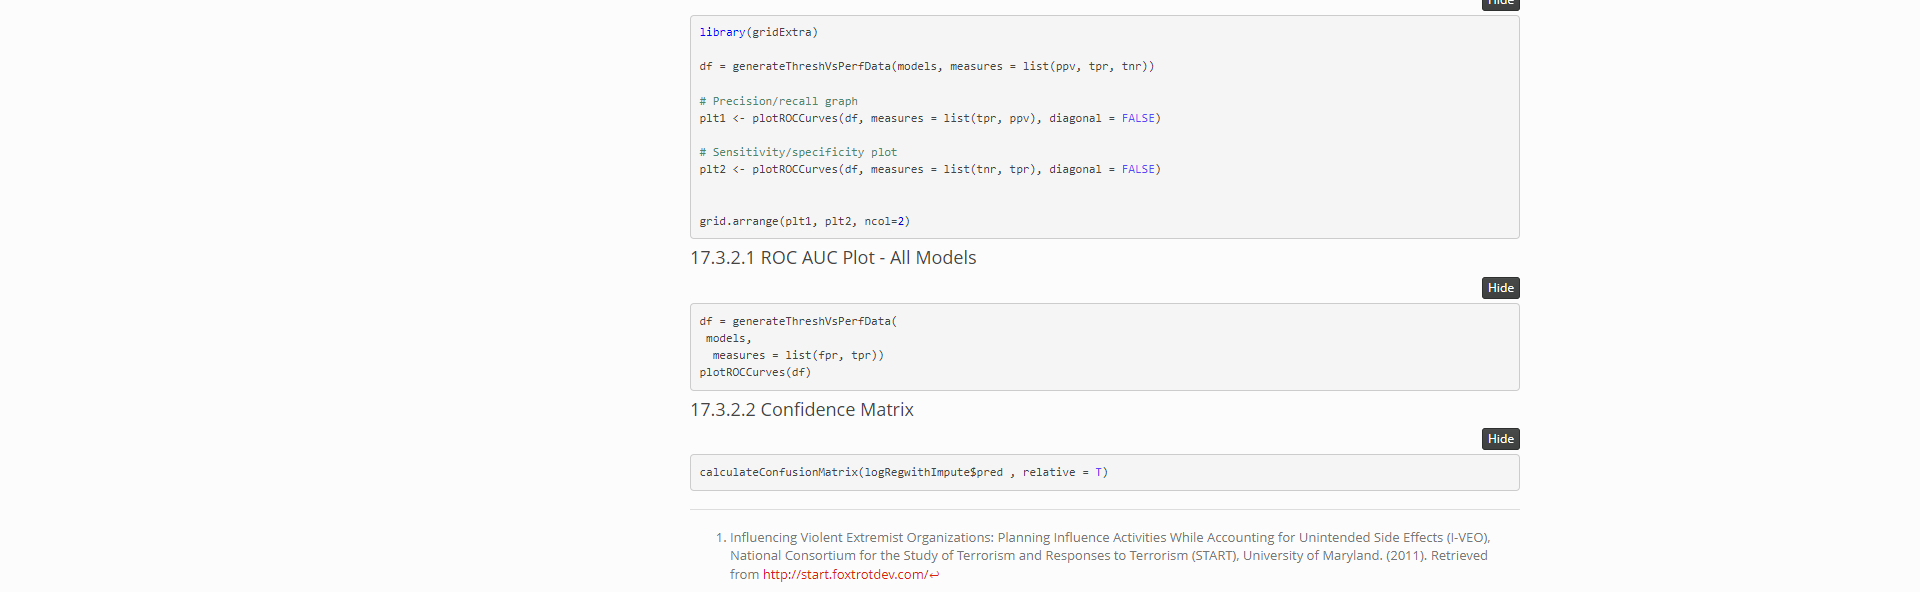 Hide
library(gridExtra)
df = generateThreshVsPerfData(models, measures = list(ppv, tpr, tnr))
# Precision/recall graph
plt1 <- plotROCCurves(df, measures = list(tpr, ppv), diagonal = FALSE)
# Sensitivity/specificity plot
plt2 <- plotROCCurves(df, measures = list(tnr, tpr), diagonal = FALSE)
grid.arrange(plt1, plt2, ncol=2)
17.3.2.1 ROC AUC Plot - All Models
Hide
df = generateThreshVsPerfData(
models,
measures = list(fpr, tpr))
plotROCCurves(df)
17.3.2.2 Confidence Matrix
Hide
calculateConfusionMatrix(logRegwithImpute$pred , relative = T)
1. Influencing Violent Extremist Organizations: Planning Influence Activities While Accounting for Unintended Side Effects (I-VEO),
National Consortium for the Study of Terrorism and Responses to Terrorism (START), University of Maryland. (2011). Retrieved
from http://start.foxtrotdev.com/↩